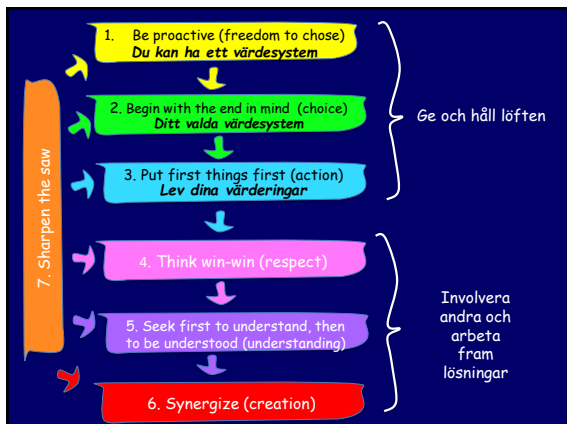 1. Be proactive (freedom to chose)
Du kan ha ett värdesystem
2. Begin with the end in mind (choice)
Ditt valda värdesystem
3. Put first things first (action)
Lev dina värderingar
Ge och håll löften
7. Sharpen the saw
4. Think win-win (respect)
5. Seek first to understand, then
to be understood (understanding)
6. Synergize (creation)
Involvera
andra och
arbeta
fram
lösningar